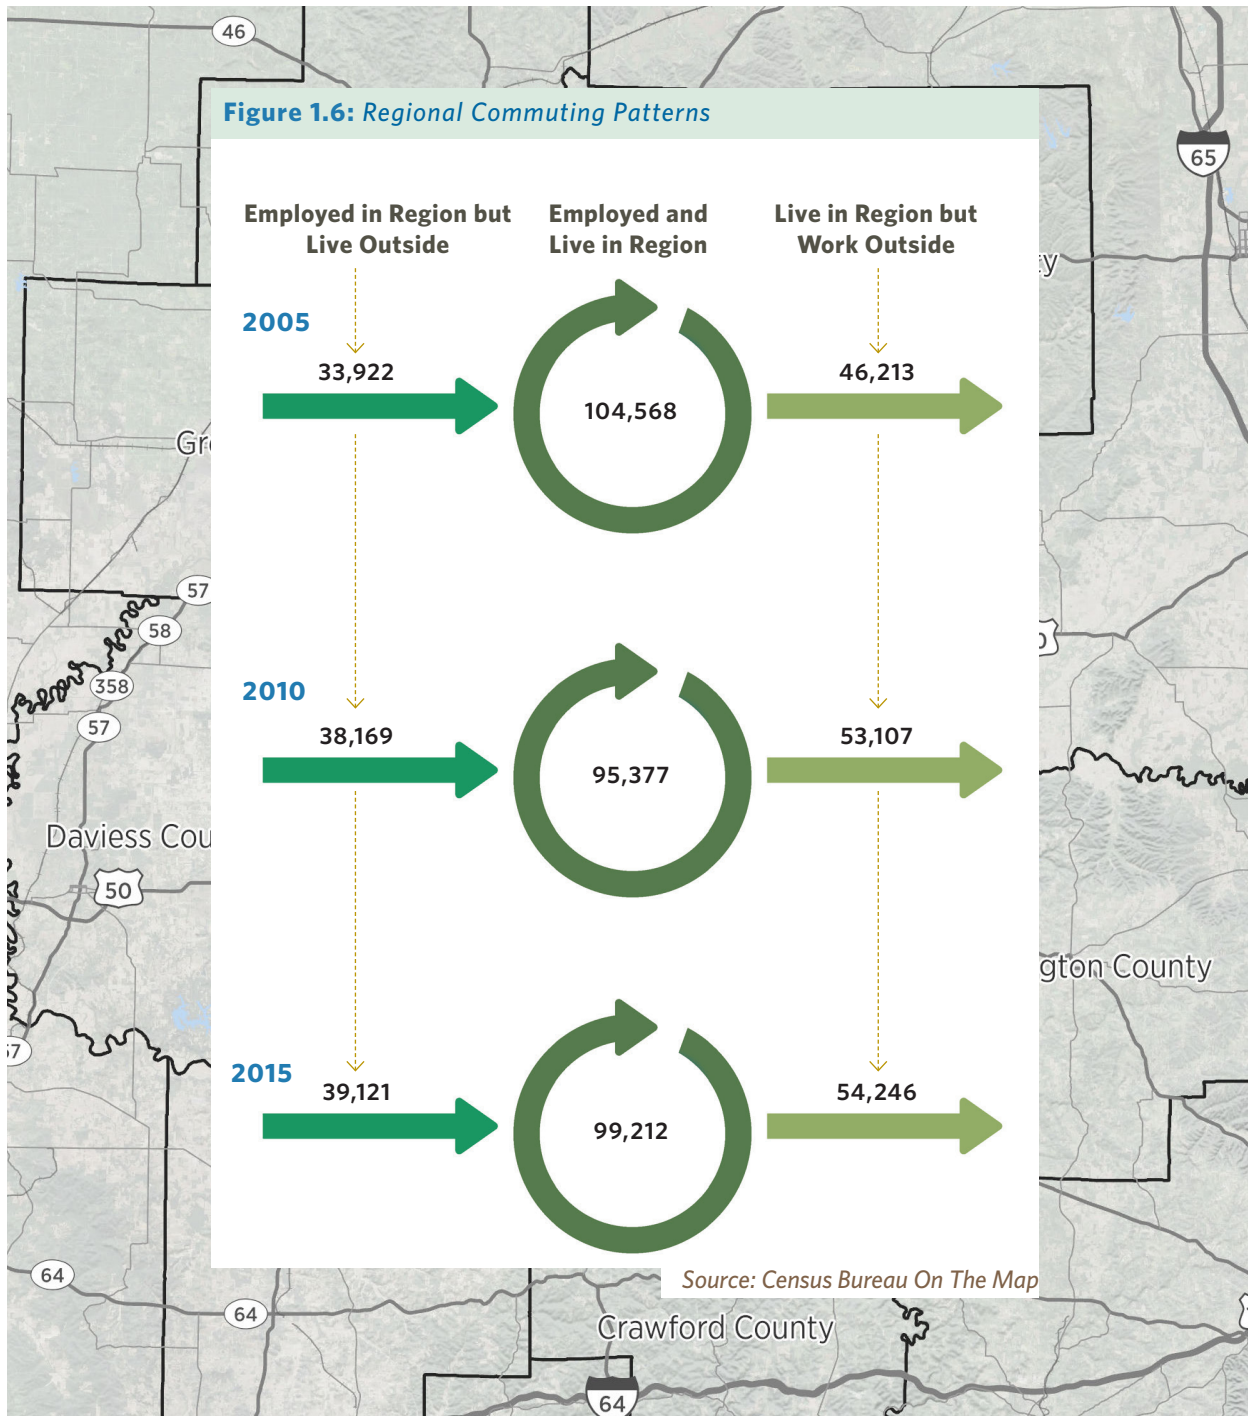 46
Figure 1.6: Regional Commuting Patterns
65
Employed in Region but
Live Outside
Employed and
Live in Region
Live in Region but
Work Outside
ty
2005
33,922
104,568
46,213
Gre
57
58
358
57
2010
38,169
95,377
53,107
Daviess Cou
50
gton County
57
2015
39,121
99,212
54,246
64
64
Source: Census Bureau On The Map
Crawford County
64